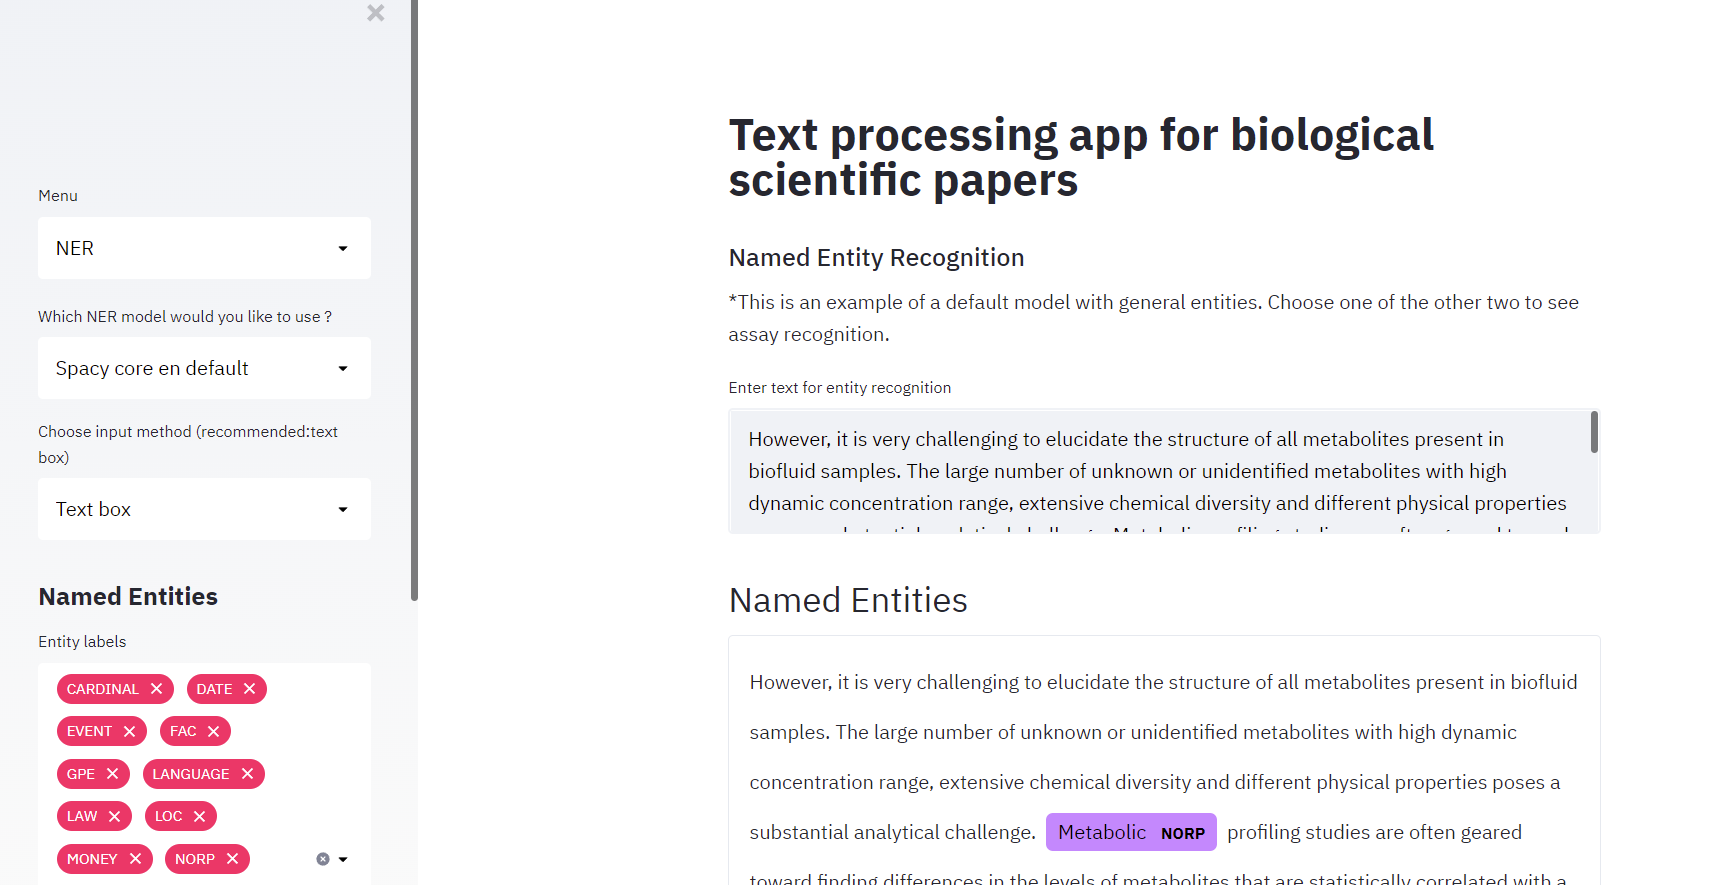 Menu
NER
Which NER model would you like to use ?
Spacy core en default
Choose input method (recommended:text
box)
Text box
Named Entities
Entity labels
CARDINAL DATE
EVENT FAC
GPE LANGUAGE
LAW LOC
MONEY NORP
Text processing app for biological
scientific papers
Named Entity Recognition
*This is an example of a default model with general entities. Choose one of the other two to see
assay recognition.
Enter text for entity recognition
However, it is very challenging to elucidate the structure of all metabolites present in
biofluid samples. The large number of unknown or unidentified metabolites with high
dynamic concentration range, extensive chemical diversity and different physical properties
Named Entities
However, it is very challenging to elucidate the structure of all metabolites present in biofluid
samples. The large number of unknown or unidentified metabolites with high dynamic
concentration range, extensive chemical diversity and different physical properties poses a
substantial analytical challenge. Metabolic NORP profiling studies are often geared
toward finding differences in the levels of metabolites that are statistically correlated with a